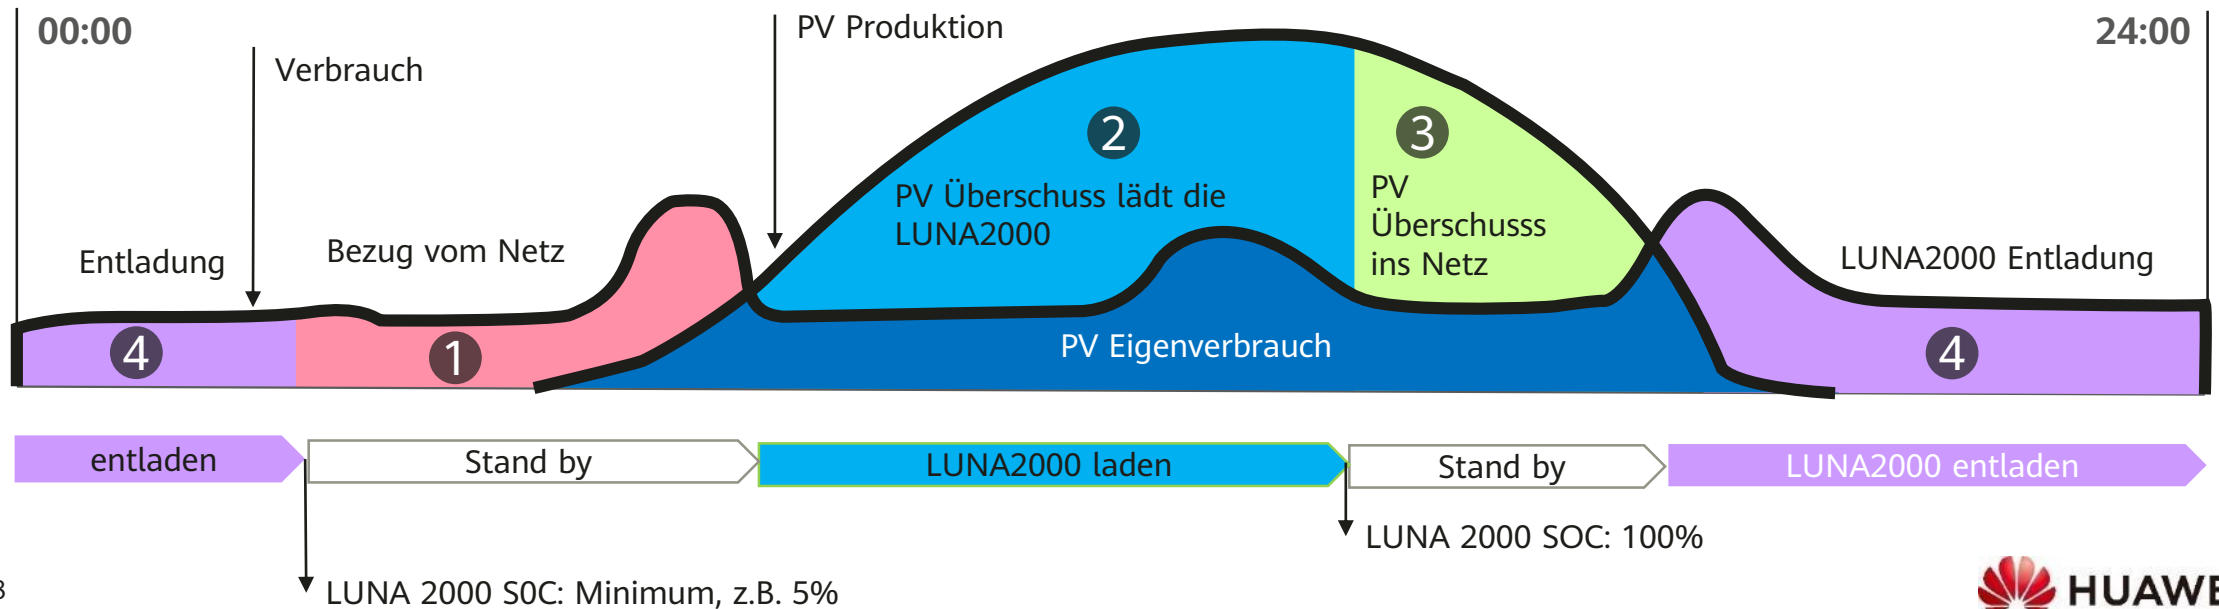 00:00
PV Produktion
24:00
Verbrauch
2
3
PV Überschuss lädt die
LUNA2000
PV
Überschusss
ins Netz
Entladung
Bezug vom Netz
LUNA2000 Entladung
4
1
PV Eigenverbrauch
4
entladen
Stand by
LUNA2000 laden
Stand by
LUNA2000 entladen
LUNA 2000 SOC: 100%
LUNA 2000 S0C: Minimum, z.B. 5%
HUAWE